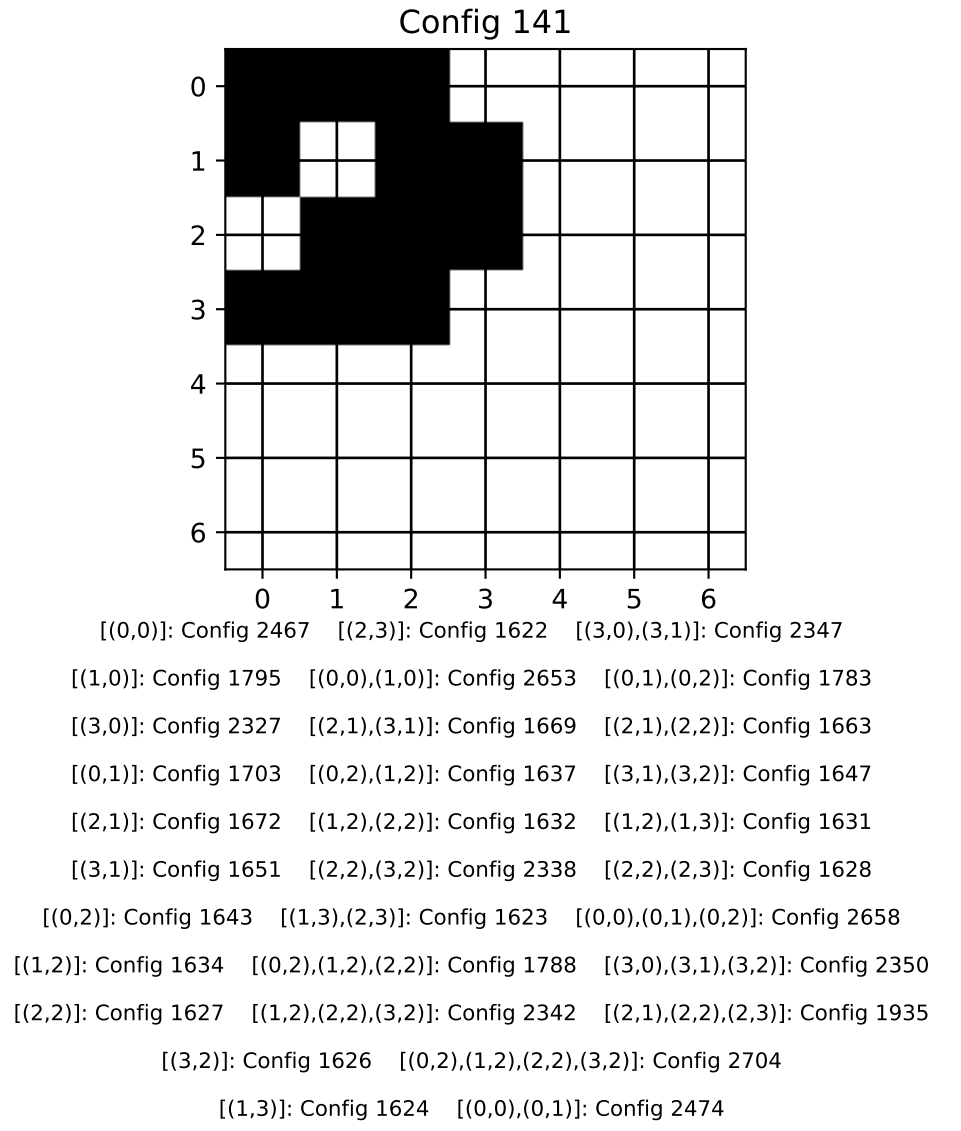 Config 141
0
1
2
3
4
5
6
0 1 2 3 4 5 6
[(0,0)]: Config 2467 [(2,3)]: Config 1622 [(3,0),(3,1)]: Config 2347
[(1,0)]: Config 1795 [(0,0),(1,0)]: Config 2653 [(0,1),(0,2)]: Config 1783
[(3,0)]: Config 2327 [(2,1),(3,1)]: Config 1669 [(2,1),(2,2)]: Config 1663
[(0,1)]: Config 1703 [(0,2),(1,2)]: Config 1637 [(3,1),(3,2)]: Config 1647
[(2,1)]: Config 1672 [(1,2),(2,2)]: Config 1632 [(1,2),(1,3)]: Config 1631
[(3,1)]: Config 1651 [(2,2),(3,2)]: Config 2338 [(2,2),(2,3)]: Config 1628
[(0,2)]: Config 1643 [(1,3),(2,3)]: Config 1623 [(0,0),(0,1),(0,2)]: Config 2658
[(1,2)]: Config 1634 [(0,2),(1,2),(2,2)]: Config 1788 [(3,0),(3,1),(3,2)]: Config 2350
[(2,2)]: Config 1627 [(1,2),(2,2),(3,2)]: Config 2342 [(2,1),(2,2),(2,3)]: Config 1935
[(3,2)]: Config 1626 [(0,2),(1,2),(2,2),(3,2)]: Config 2704
[(1,3)]: Config 1624 [(0,0),(0,1)]: Config 2474